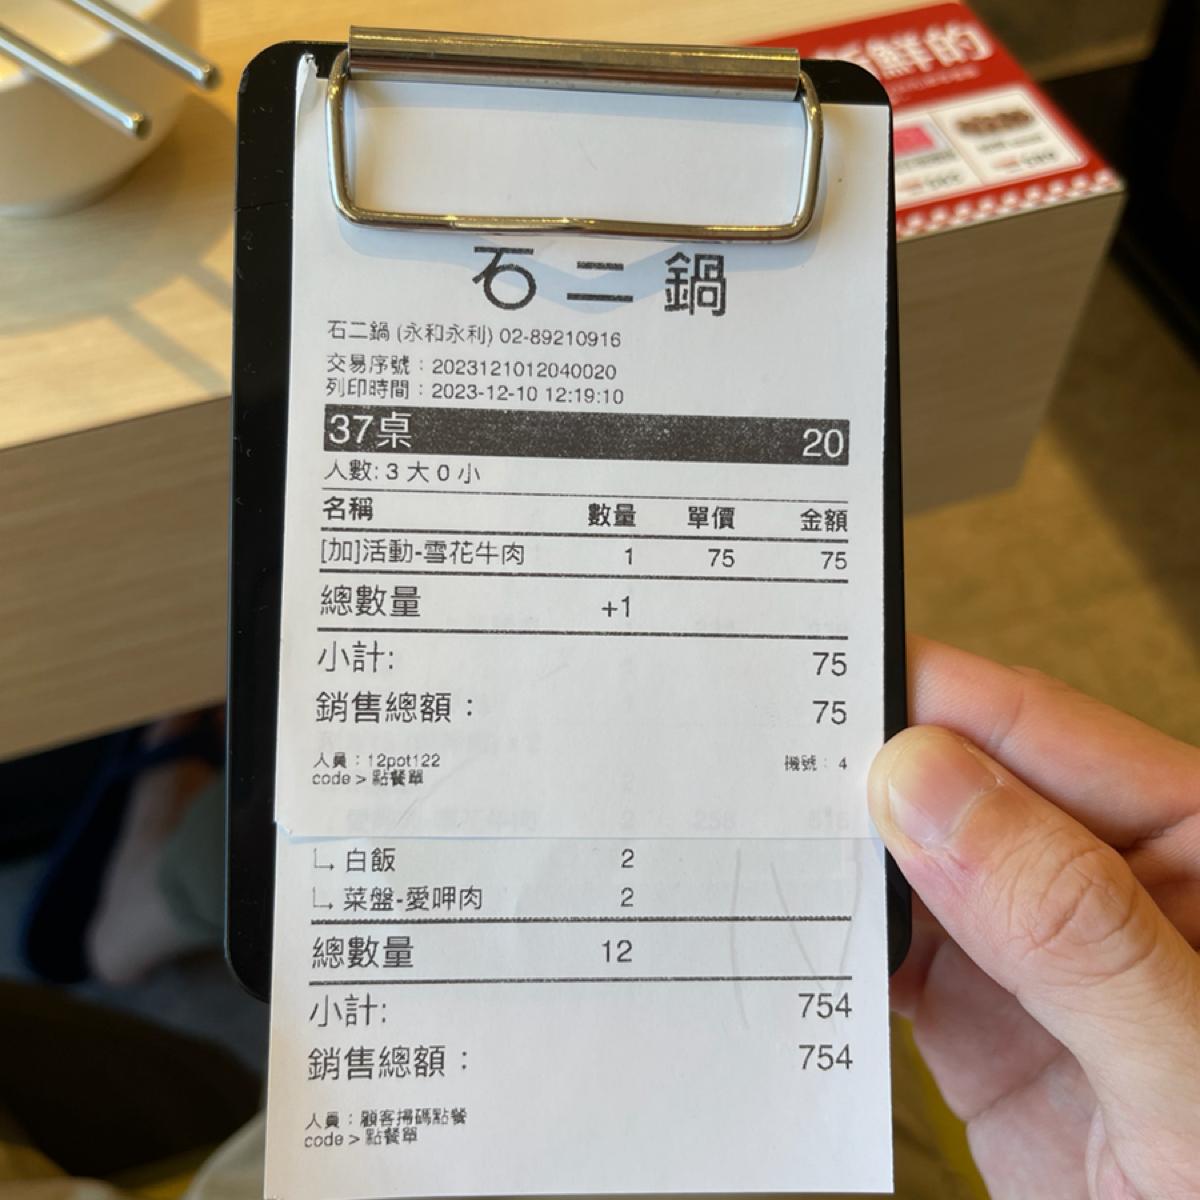 新鮮的
石二鍋
石二鍋 (永和永利) 02-89210916
交易序號：2023121012040020
列印時間：2023-12-10 12:19:10
37桌 20
人數: 3 大 0 小
名稱 數量 單價 金額
[加]活動-雪花牛肉 1 75 75
總數量 +1
小計: 75
銷售總額： 75
人員：12pot122 機號：4
code > 點餐單
白飯 2
菜盤-愛呷肉 2
總數量 12
小計: 754
銷售總額： 754
人員：顧客掃碼點餐
code > 點餐單